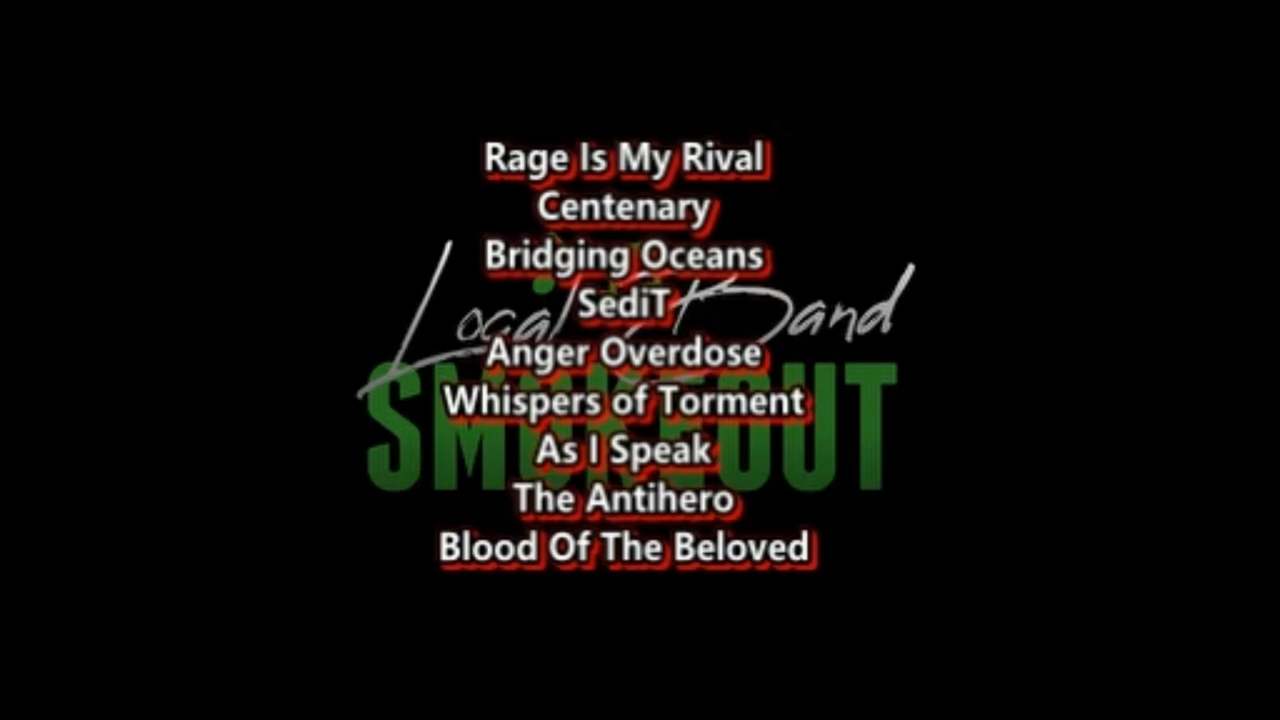 Rage Is My Rival
Centenary
Bridging Oceans
SediT
Anger Overdose
Whispers of Torment
As I Speak
The Antihero
Blood Of The Beloved
Local Band
SMOKEOUT